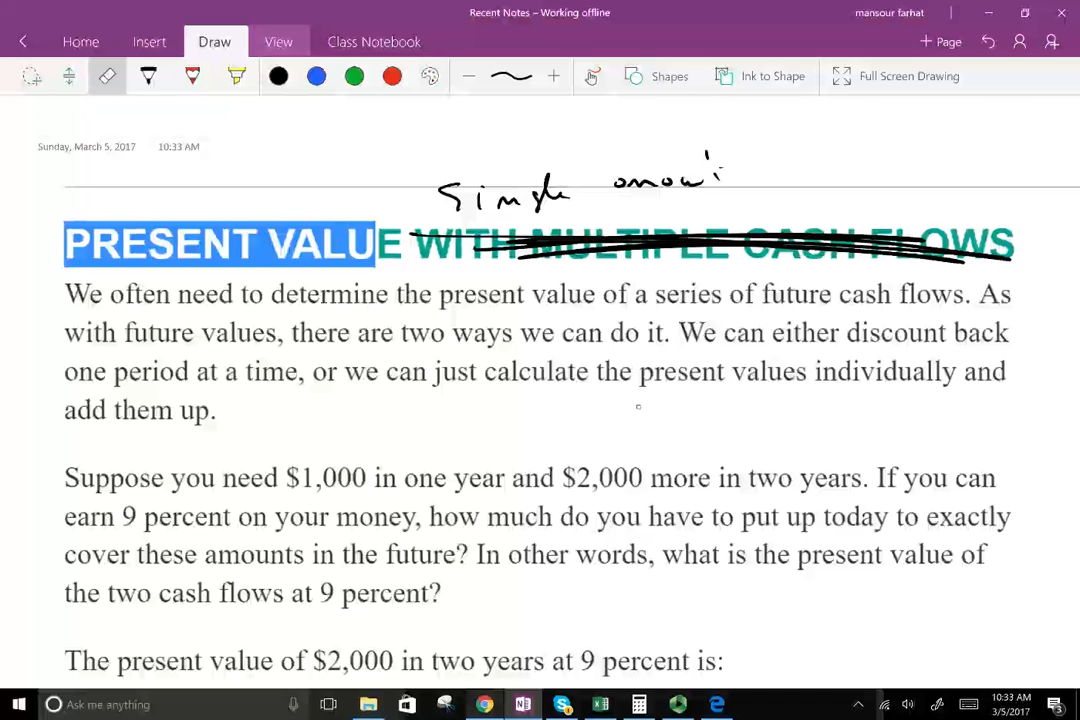 Recent Notes – Working offline
mansour farhat
Home Insert Draw View Class Notebook
+ Page
Shapes Ink to Shape Full Screen Drawing
Sunday, March 5, 2017 10:33 AM
Single
PRESENT VALUE WITH MULTIPLE CASH FLOWS
We often need to determine the present value of a series of future cash flows. As
with future values, there are two ways we can do it. We can either discount back
one period at a time, or we can just calculate the present values individually and
add them up.
Suppose you need $1,000 in one year and $2,000 more in two years. If you can
earn 9 percent on your money, how much do you have to put up today to exactly
cover these amounts in the future? In other words, what is the present value of
the two cash flows at 9 percent?
The present value of $2,000 in two years at 9 percent is:
Ask me anything
10:33 AM
3/5/2017
3